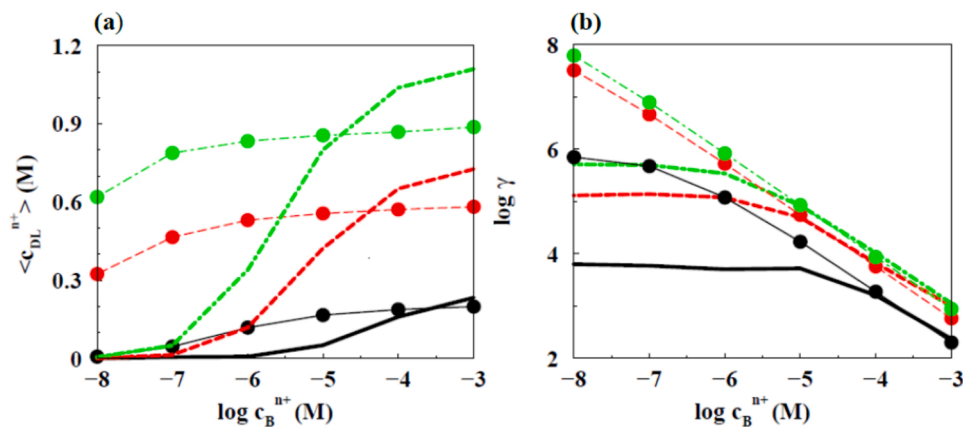 (a)
(b)
1.2
0.9
0.6
0.3
0
<c_DL^n+> (M)
−8 −7 −6 −5 −4 −3
log c_B^n+ (M)
8
6
4
2
log γ
−8 −7 −6 −5 −4 −3
log c_B^n+ (M)